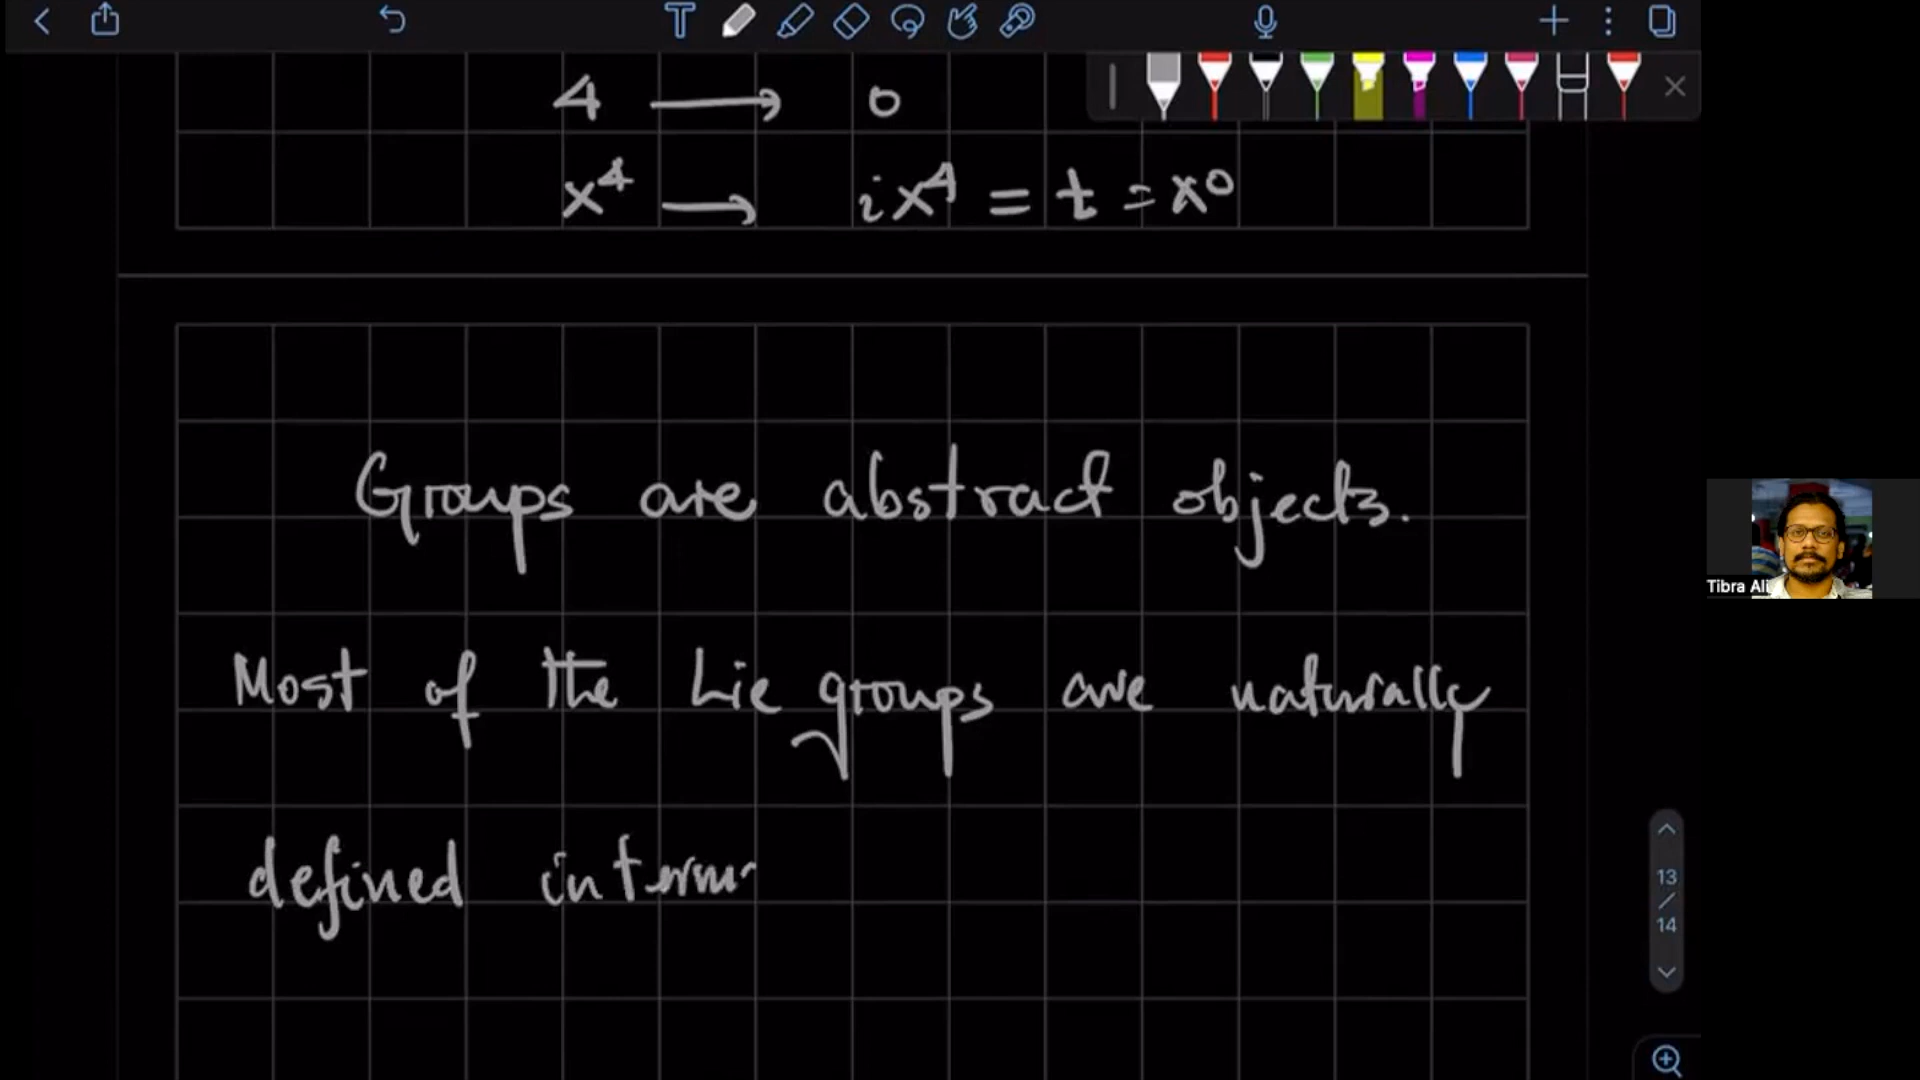 4 ⟶ 0
x⁴ ⟶ ix⁴ = t = x⁰
Groups are abstract objects.
Most of the Lie groups are naturally
defined in terms
Tibra Ali
13
/
14